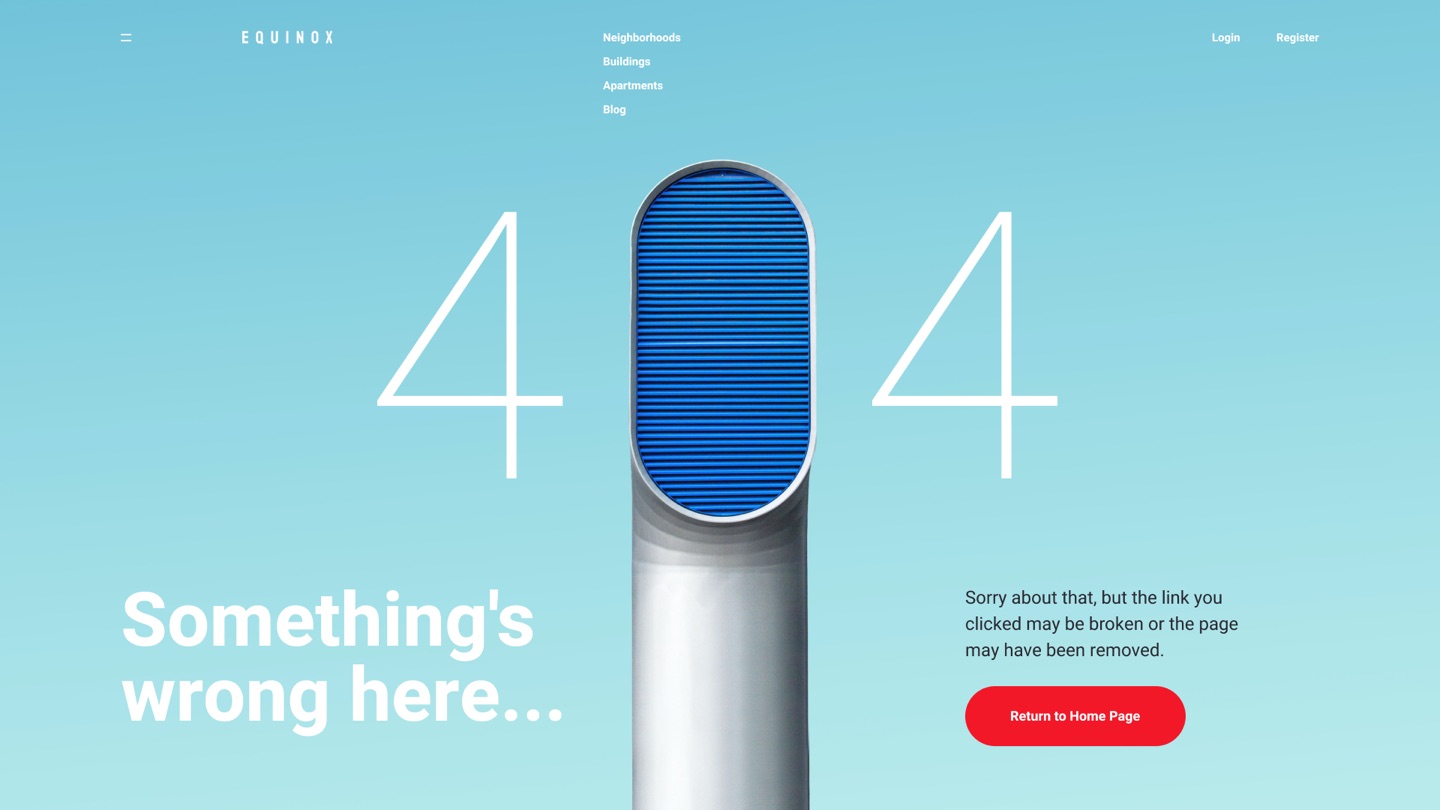 EQUINOX
Neighborhoods
Buildings
Apartments
Blog
Login
Register
4 4
Something's
wrong here...
Sorry about that, but the link you
clicked may be broken or the page
may have been removed.
Return to Home Page